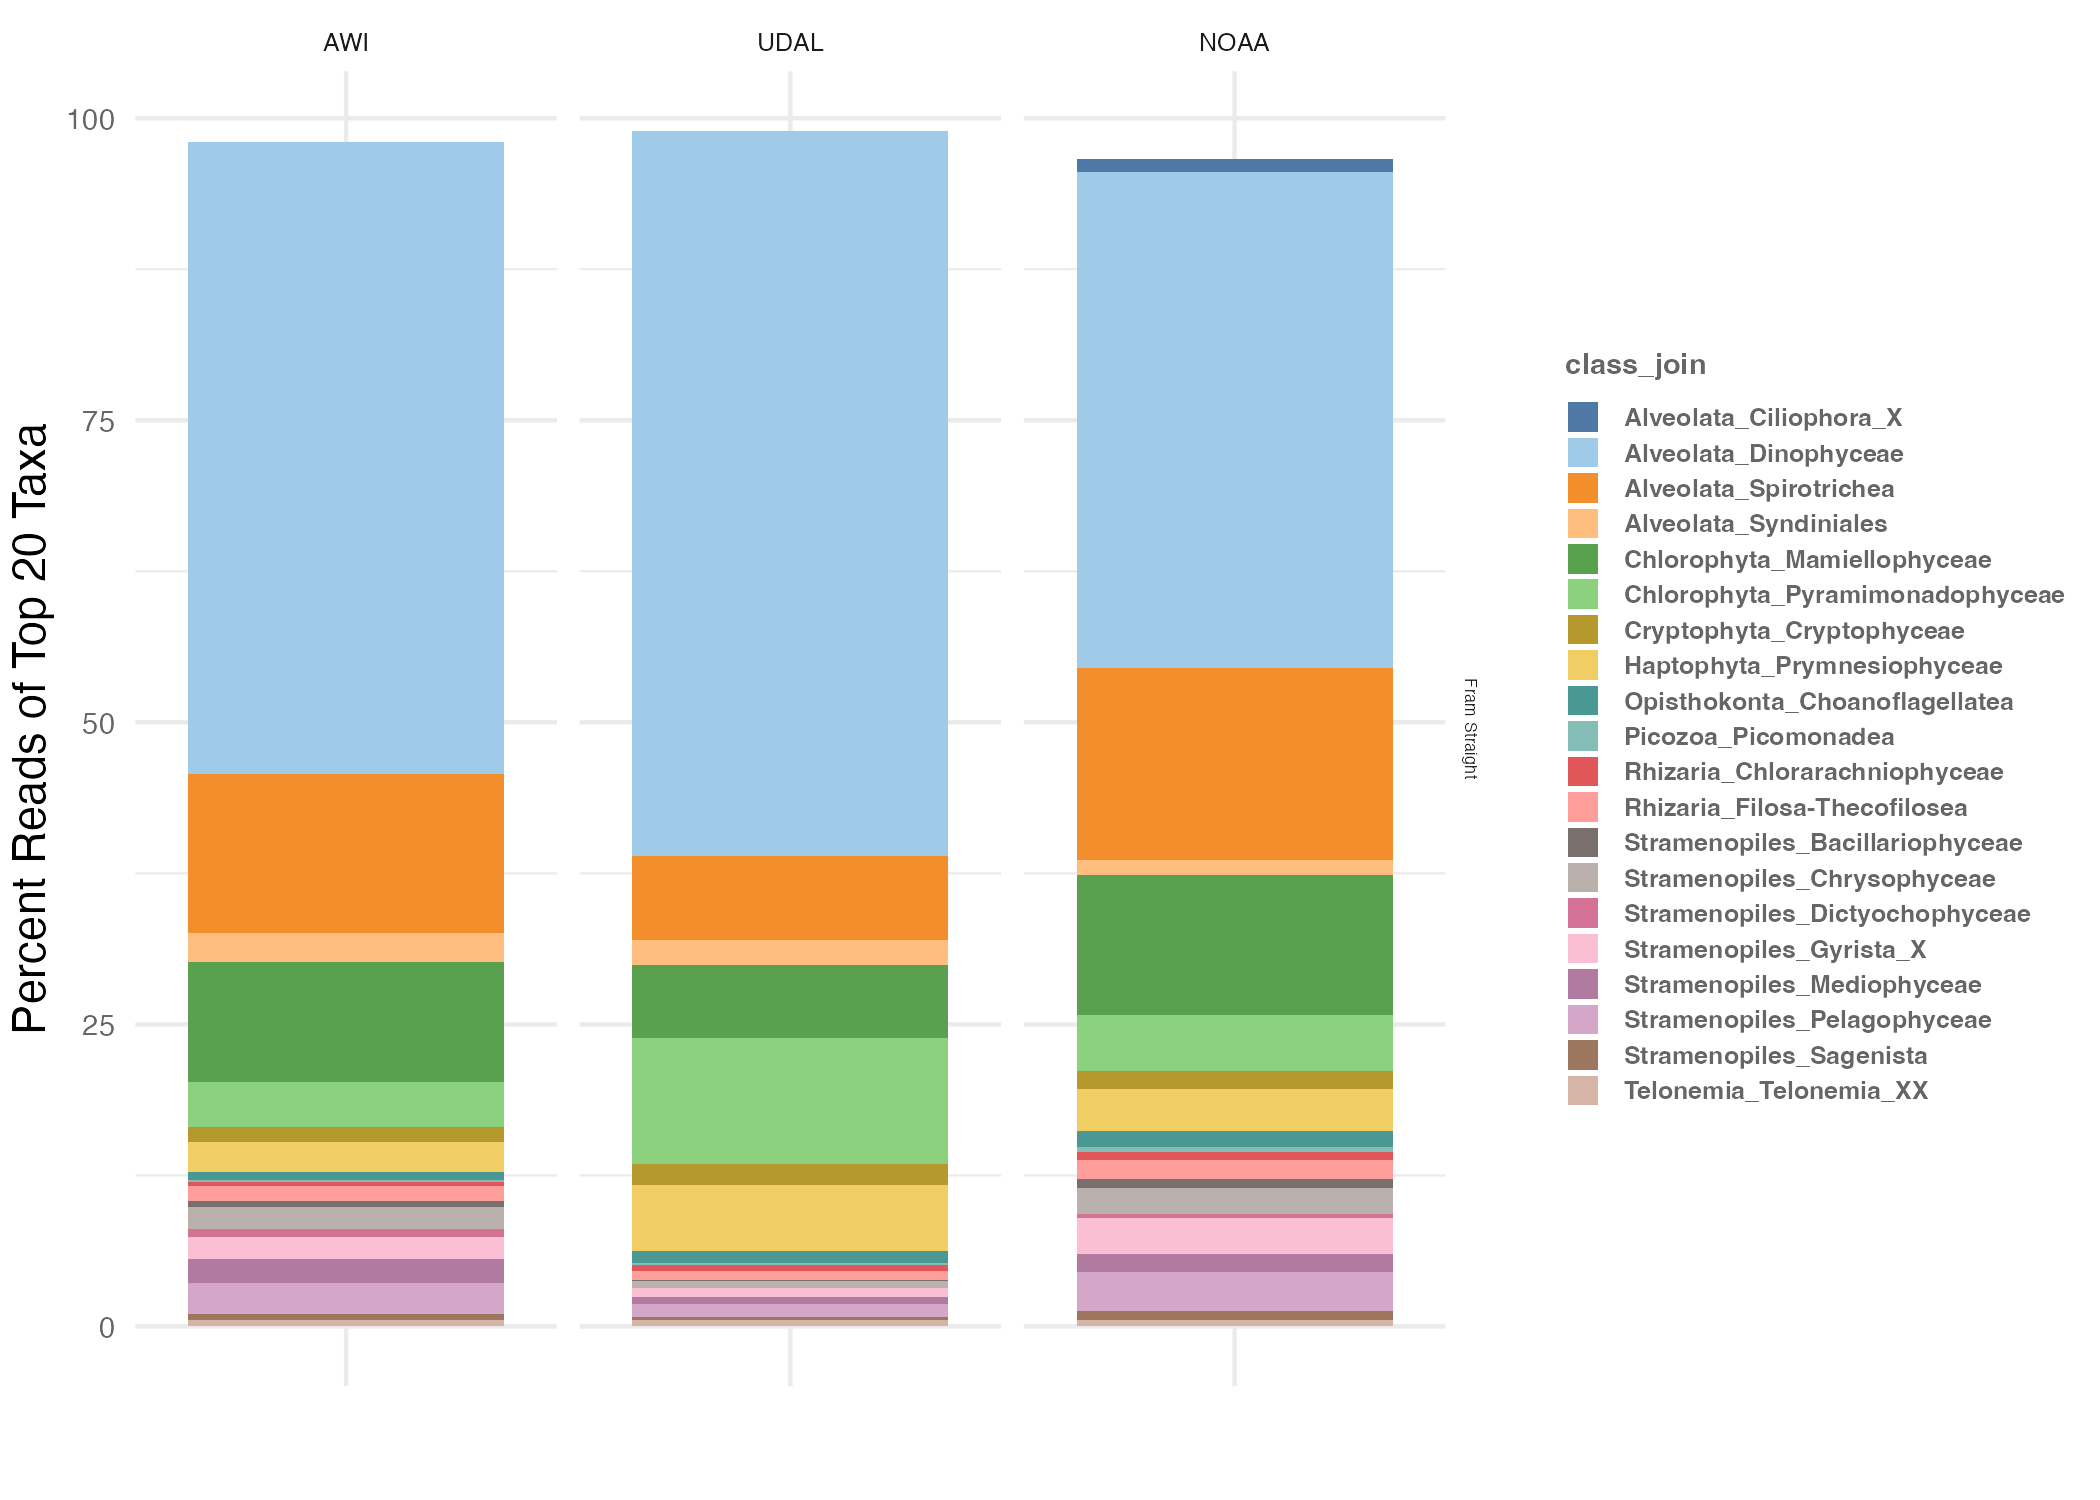 AWI
UDAL
NOAA
100
75
50
25
0
Percent Reads of Top 20 Taxa
Fram Straight
class_join
Alveolata_Ciliophora_X
Alveolata_Dinophyceae
Alveolata_Spirotrichea
Alveolata_Syndiniales
Chlorophyta_Mamiellophyceae
Chlorophyta_Pyramimonadophyceae
Cryptophyta_Cryptophyceae
Haptophyta_Prymnesiophyceae
Opisthokonta_Choanoflagellatea
Picozoa_Picomonadea
Rhizaria_Chlorarachniophyceae
Rhizaria_Filosa-Thecofilosea
Stramenopiles_Bacillariophyceae
Stramenopiles_Chrysophyceae
Stramenopiles_Dictyochophyceae
Stramenopiles_Gyrista_X
Stramenopiles_Mediophyceae
Stramenopiles_Pelagophyceae
Stramenopiles_Sagenista
Telonemia_Telonemia_XX